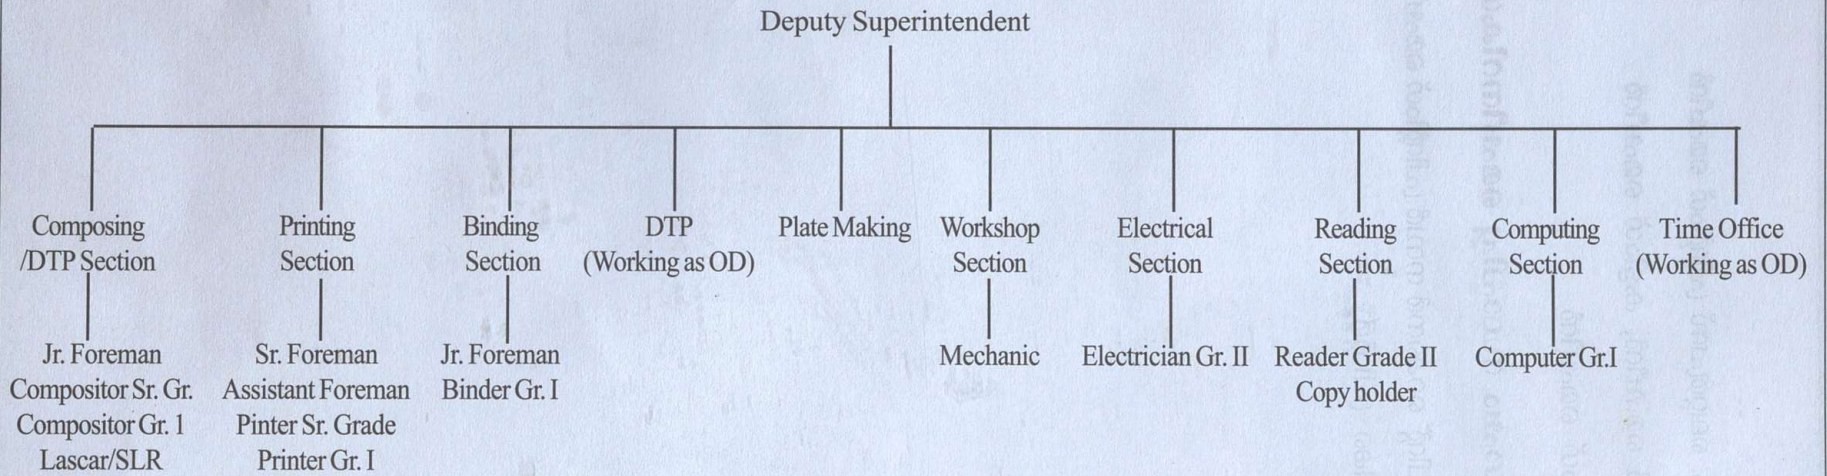 Deputy Superintendent
Composing
/DTP Section
Printing
Section
Binding
Section
DTP
(Working as OD)
Plate Making
Workshop
Section
Electrical
Section
Reading
Section
Computing
Section
Time Office
(Working as OD)
Jr. Foreman
Compositor Sr. Gr.
Compositor Gr. 1
Lascar/SLR
Sr. Foreman
Assistant Foreman
Pinter Sr. Grade
Printer Gr. I
Jr. Foreman
Binder Gr. I
Mechanic
Electrician Gr. II
Reader Grade II
Copy holder
Computer Gr.I